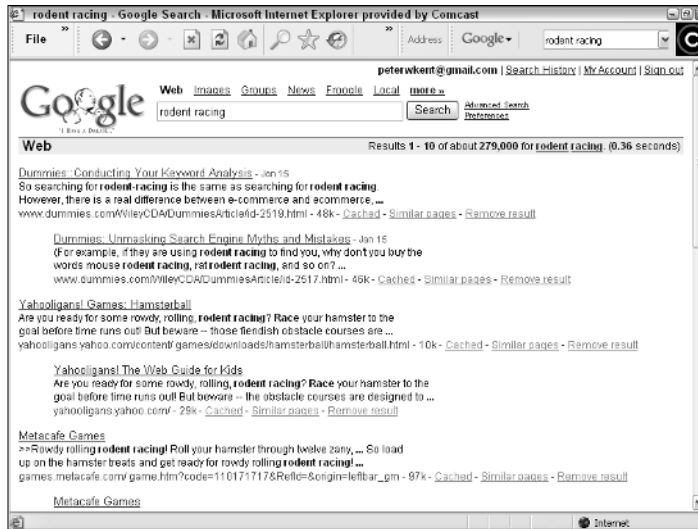 rodent racing - Google Search - Microsoft Internet Explorer provided by Comcast
File » » Address Google rodent racing
peterwkent@gmail.com | Search History | My Account | Sign out
Google
"I HAVE A DREAM..."
Web Images Groups News Froogle Local more »
rodent racing Search Advanced Search
Preferences
Web Results 1 - 10 of about 279,000 for rodent racing. (0.36 seconds)
Dummies::Conducting Your Keyword Analysis - Jan 15
So searching for rodent-racing is the same as searching for rodent racing.
However, there is a real difference between e-commerce and ecommerce, ...
www.dummies.com/WileyCDA/DummiesArticle/id-2519.html - 48k - Cached - Similar pages - Remove result
Dummies: Unmasking Search Engine Myths and Mistakes - Jan 15
(For example, if they are using rodent racing to find you, why don't you buy the
words mouse rodent racing, rat rodent racing, and so on? ...
www.dummies.com/WileyCDA/DummiesArticle/id-2517.html - 46k - Cached - Similar pages - Remove result
Yahooligans! Games: Hamsterball
Are you ready for some rowdy, rolling, rodent racing? Race your hamster to the
goal before time runs out! But beware -- those fiendish obstacle courses are ...
yahooligans.yahoo.com/content/games/downloads/hamsterball/hamsterball.html - 10k - Cached - Similar pages - Remove result
Yahooligans! The Web Guide for Kids
Are you ready for some rowdy, rolling, rodent racing? Race your hamster to the
goal before time runs out! But beware -- the obstacle courses are designed to ...
yahooligans.yahoo.com/ - 29k - Cached - Similar pages - Remove result
Metacafe Games
>>Rowdy rolling rodent racing! Roll your hamster through twelve zany, ... So load
up on the hamster treats and get ready for rowdy rolling rodent racing! ...
games.metacafe.com/game.htm?code=110171717&RefId=&origin=leftbar_gm - 97k - Cached - Similar pages - Remove result
Metacafe Games
Internet